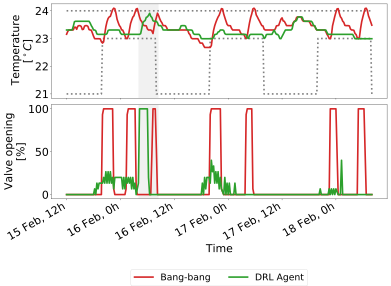 24
23
22
21
Temperature
[°C]
100
50
0
Valve opening
[%]
15 Feb, 12h
16 Feb, 0h
16 Feb, 12h
17 Feb, 0h
17 Feb, 12h
18 Feb, 0h
Time
Bang-bang
DRL Agent